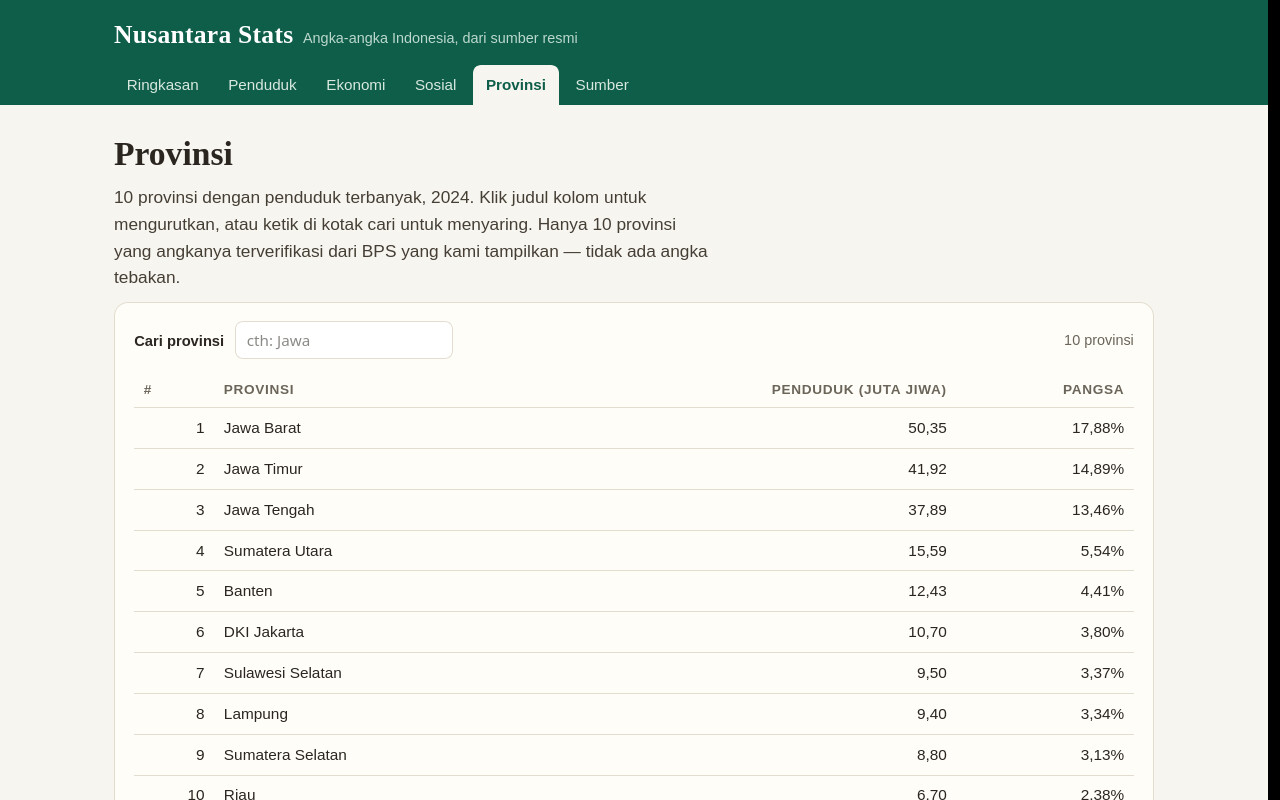 Nusantara Stats Angka-angka Indonesia, dari sumber resmi
Ringkasan Penduduk Ekonomi Sosial Provinsi Sumber
Provinsi
10 provinsi dengan penduduk terbanyak, 2024. Klik judul kolom untuk
mengurutkan, atau ketik di kotak cari untuk menyaring. Hanya 10 provinsi
yang angkanya terverifikasi dari BPS yang kami tampilkan — tidak ada angka
tebakan.
Cari provinsi cth: Jawa 10 provinsi
# PROVINSI PENDUDUK (JUTA JIWA) PANGSA
1 Jawa Barat 50,35 17,88%
2 Jawa Timur 41,92 14,89%
3 Jawa Tengah 37,89 13,46%
4 Sumatera Utara 15,59 5,54%
5 Banten 12,43 4,41%
6 DKI Jakarta 10,70 3,80%
7 Sulawesi Selatan 9,50 3,37%
8 Lampung 9,40 3,34%
9 Sumatera Selatan 8,80 3,13%
10 Riau 6,70 2,38%